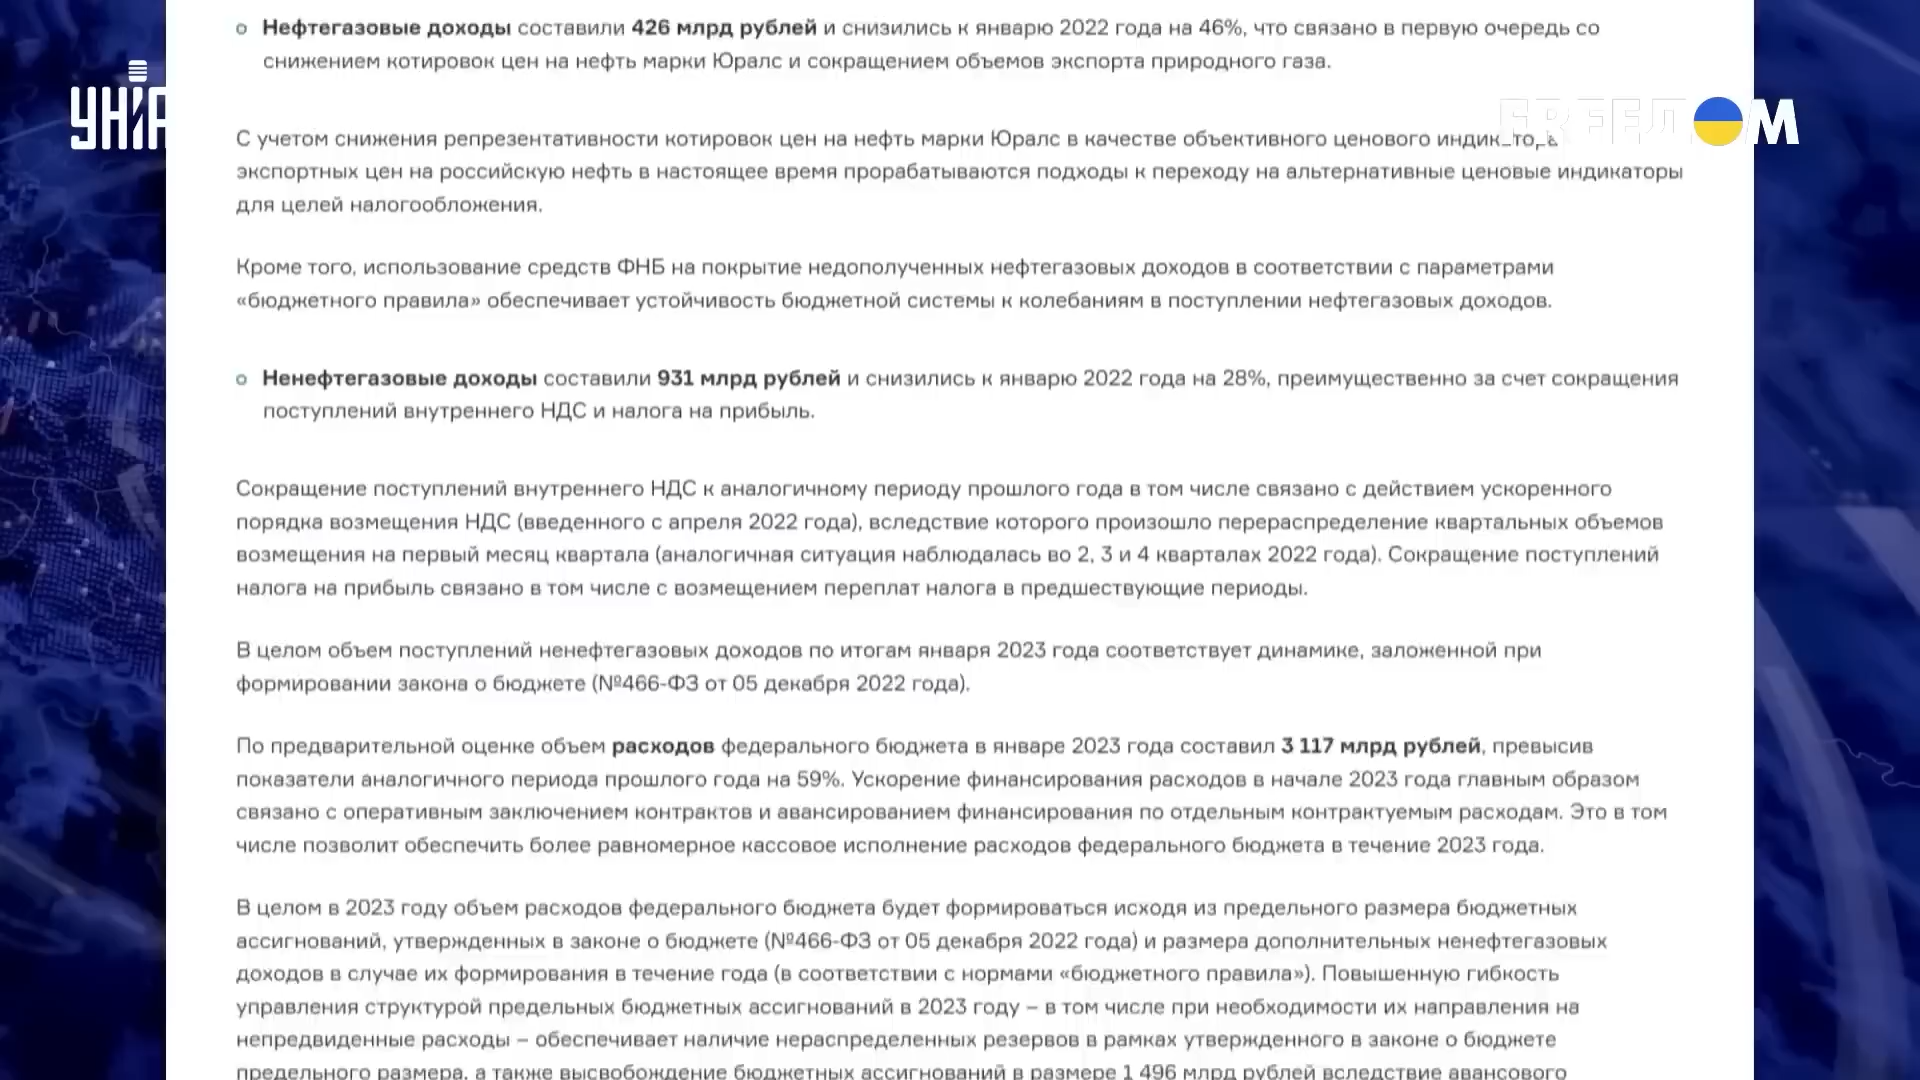 Нефтегазовые доходы составили 426 млрд рублей и снизились к январю 2022 года на 46%, что связано в первую очередь со
снижением котировок цен на нефть марки Юралс и сокращением объемов экспорта природного газа.
УНІА
FREEДOM
С учетом снижения репрезентативности котировок цен на нефть марки Юралс в качестве объективного ценового
экспортных цен на российскую нефть в настоящее время прорабатываются подходы к переходу на альтернативные ценовые индикаторы
для целей налогообложения.
Кроме того, использование средств ФНБ на покрытие недополученных нефтегазовых доходов в соответствии с параметрами
«бюджетного правила» обеспечивает устойчивость бюджетной системы к колебаниям в поступлении нефтегазовых доходов.
Ненефтегазовые доходы составили 931 млрд рублей и снизились к январю 2022 года на 28%, преимущественно за счет сокращения
поступлений внутреннего НДС и налога на прибыль.
Сокращение поступлений внутреннего НДС к аналогичному периоду прошлого года в том числе связано с действием ускоренного
порядка возмещения НДС (введенного с апреля 2022 года), вследствие которого произошло перераспределение квартальных объемов
возмещения на первый месяц квартала (аналогичная ситуация наблюдалась во 2, 3 и 4 кварталах 2022 года). Сокращение поступлений
налога на прибыль связано в том числе с возмещением переплат налога в предшествующие периоды.
В целом объем поступлений ненефтегазовых доходов по итогам января 2023 года соответствует динамике, заложенной при
формировании закона о бюджете (№466-ФЗ от 05 декабря 2022 года).
По предварительной оценке объем расходов федерального бюджета в январе 2023 года составил 3 117 млрд рублей, превысив
показатели аналогичного периода прошлого года на 59%. Ускорение финансирования расходов в начале 2023 года главным образом
связано с оперативным заключением контрактов и авансированием финансирования по отдельным контрактуемым расходам. Это в том
числе позволит обеспечить более равномерное кассовое исполнение расходов федерального бюджета в течение 2023 года.
В целом в 2023 году объем расходов федерального бюджета будет формироваться исходя из предельного размера бюджетных
ассигнований, утвержденных в законе о бюджете (№466-ФЗ от 05 декабря 2022 года) и размера дополнительных ненефтегазовых
доходов в случае их формирования в течение года (в соответствии с нормами «бюджетного правила»). Повышенную гибкость
управления структурой предельных бюджетных ассигнований в 2023 году – в том числе при необходимости их направления на
непредвиденные расходы – обеспечивает наличие нераспределенных резервов в рамках утвержденного в законе о бюджете
предельного размера, а также высвобождение бюджетных ассигнований в размере 1 496 млрд рублей вследствие авансового